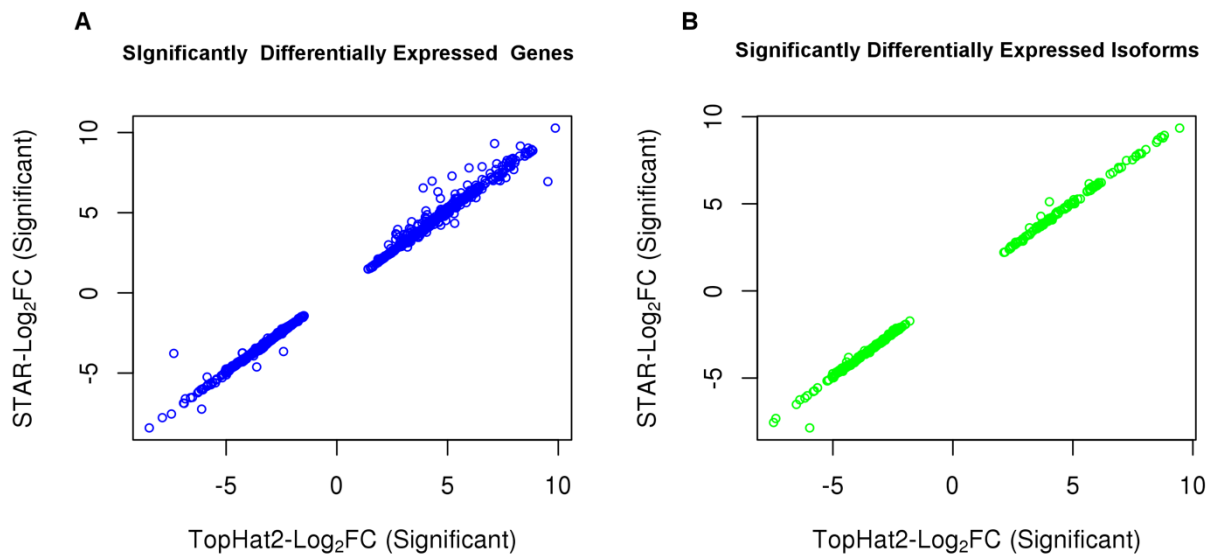 A
SIgnificantly Differentially Expressed Genes
STAR-Log₂FC (Significant)
10
5
0
-5
-5
0
5
10
TopHat2-Log₂FC (Significant)
B
Significantly Differentially Expressed Isoforms
STAR-Log₂FC (Significant)
10
5
0
-5
-5
0
5
10
TopHat2-Log₂FC (Significant)